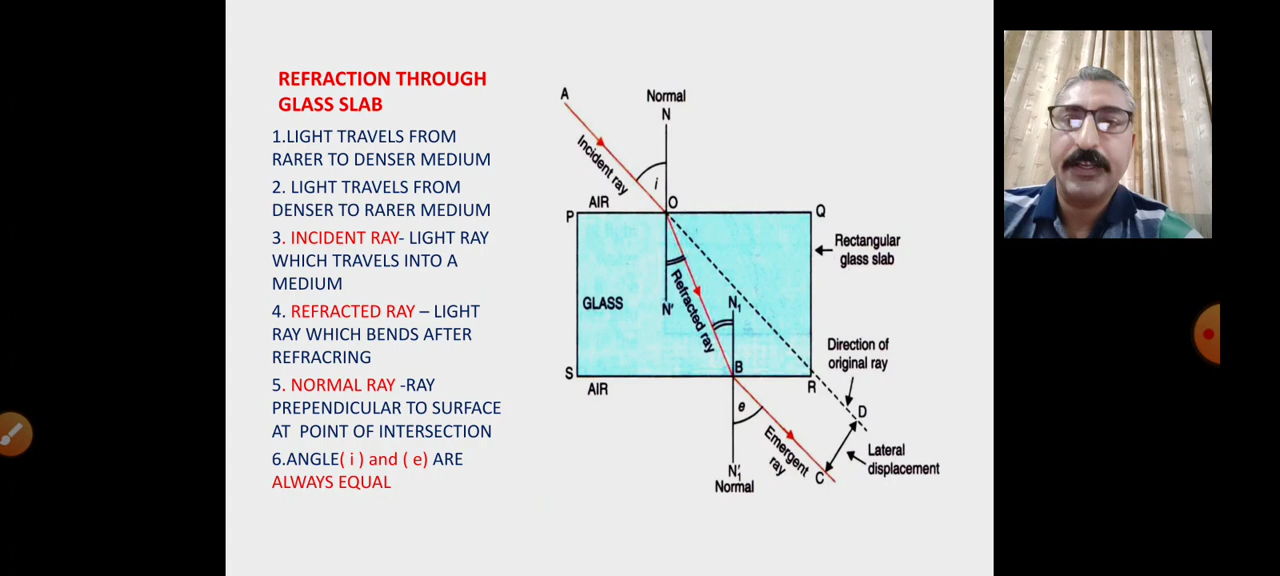 REFRACTION THROUGH
GLASS SLAB
1.LIGHT TRAVELS FROM
RARER TO DENSER MEDIUM
2. LIGHT TRAVELS FROM
DENSER TO RARER MEDIUM
3. INCIDENT RAY- LIGHT RAY
WHICH TRAVELS INTO A
MEDIUM
4. REFRACTED RAY – LIGHT
RAY WHICH BENDS AFTER
REFRACRING
5. NORMAL RAY -RAY
PREPENDICULAR TO SURFACE
AT POINT OF INTERSECTION
6.ANGLE( i ) and ( e) ARE
ALWAYS EQUAL
A
Normal
N
Incident ray
i
AIR
O
P
Q
Rectangular
glass slab
GLASS
N'
Refracted ray
N₁
Direction of
original ray
S
AIR
B
R
e
D
Emergent
ray
Lateral
displacement
C
N₁'
Normal